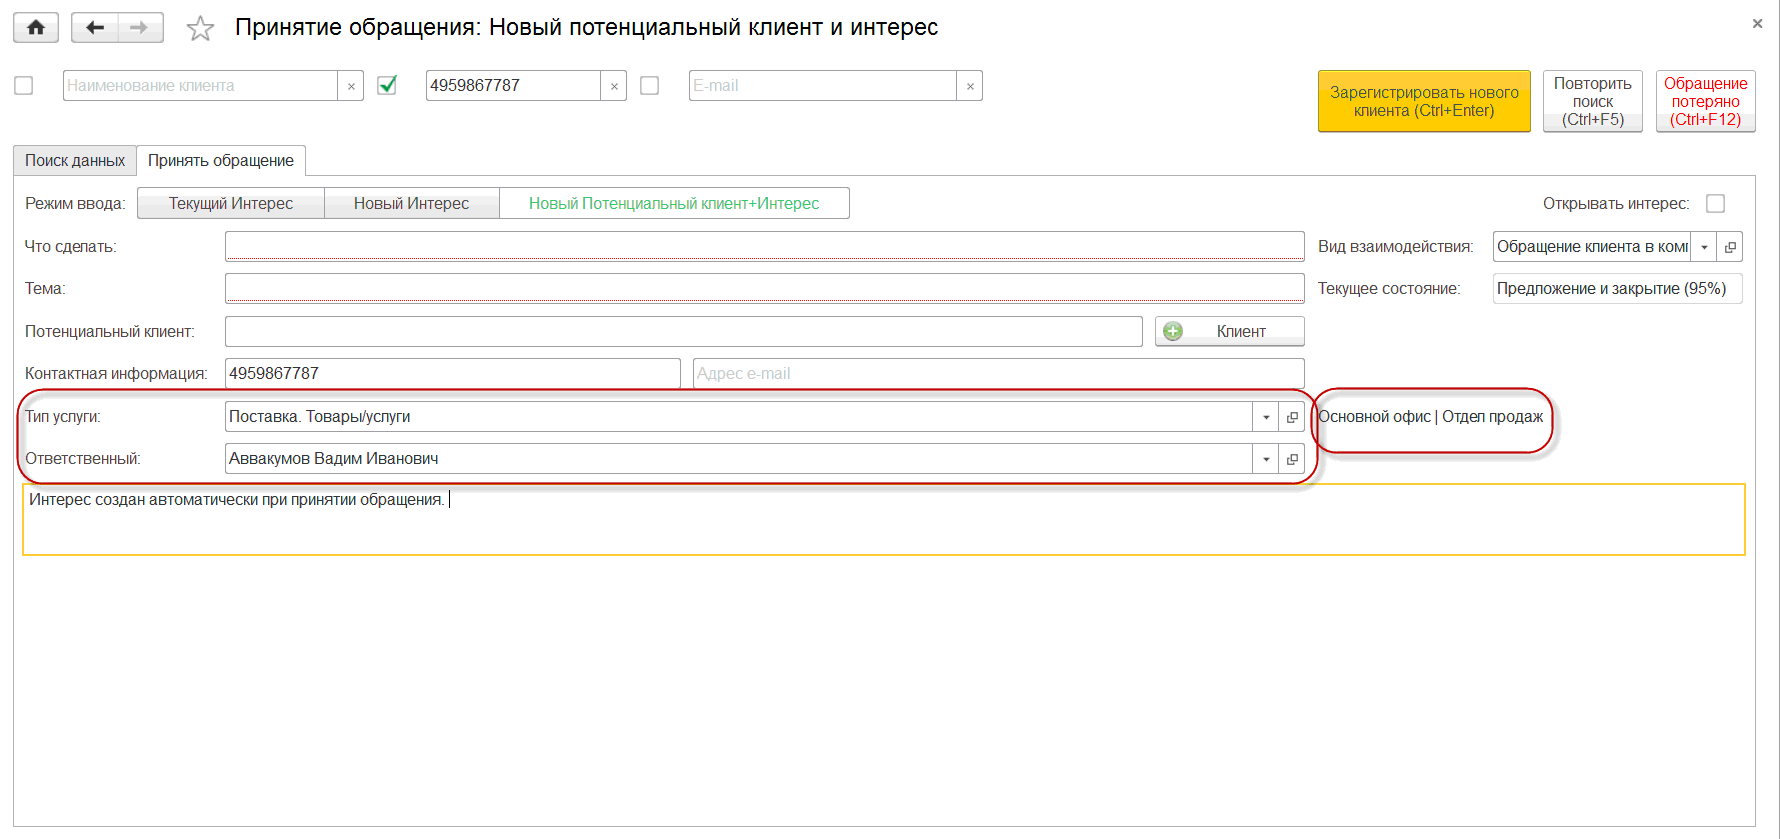 Принятие обращения: Новый потенциальный клиент и интерес
Наименование клиента
4959867787
E-mail
Зарегистрировать нового
клиента (Ctrl+Enter)
Повторить
поиск
(Ctrl+F5)
Обращение
потеряно
(Ctrl+F12)
Поиск данных
Принять обращение
Режим ввода:
Текущий Интерес
Новый Интерес
Новый Потенциальный клиент+Интерес
Открывать интерес:
Что сделать:
Вид взаимодействия:
Обращение клиента в ком
Тема:
Текущее состояние:
Предложение и закрытие (95%)
Потенциальный клиент:
Клиент
Контактная информация:
4959867787
Адрес e-mail
Тип услуги:
Поставка. Товары/услуги
Основной офис | Отдел продаж
Ответственный:
Аввакумов Вадим Иванович
Интерес создан автоматически при принятии обращения.